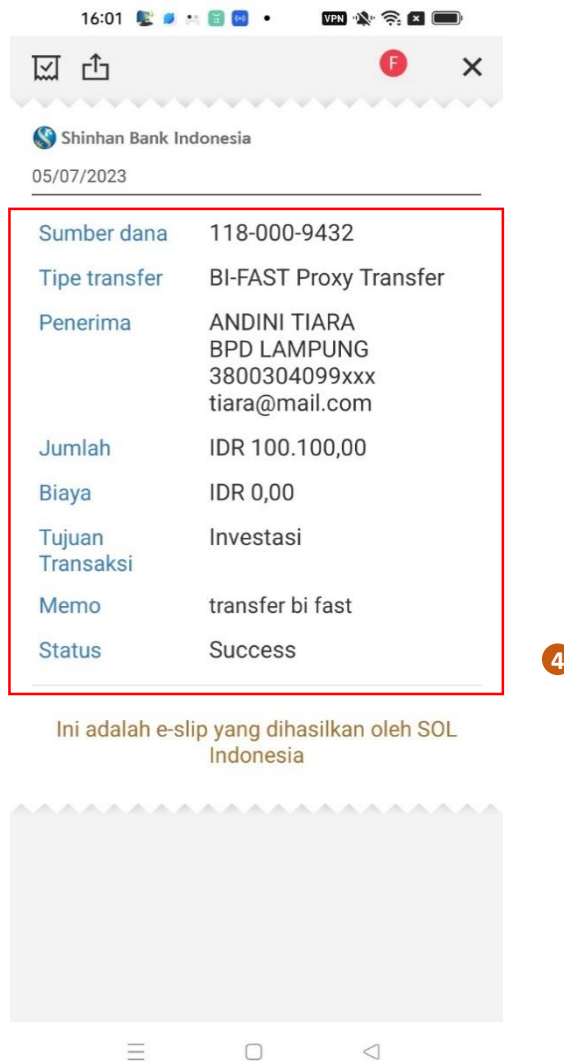 16:01
VPN
F
Shinhan Bank Indonesia
05/07/2023
Sumber dana 118-000-9432
Tipe transfer BI-FAST Proxy Transfer
Penerima ANDINI TIARA
BPD LAMPUNG
3800304099xxx
tiara@mail.com
Jumlah IDR 100.100,00
Biaya IDR 0,00
Tujuan Investasi
Transaksi
Memo transfer bi fast
Status Success
4
Ini adalah e-slip yang dihasilkan oleh SOL
Indonesia